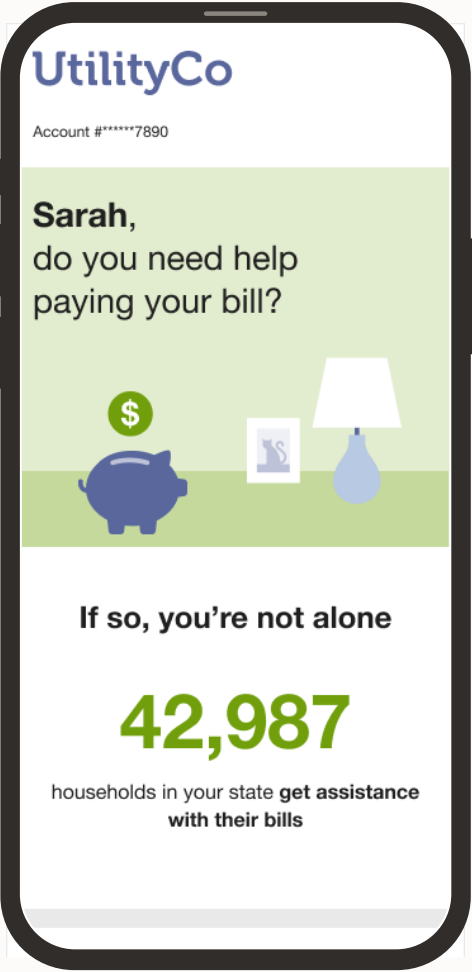 UtilityCo
Account #******7890
Sarah,
do you need help
paying your bill?
$
If so, you’re not alone
42,987
households in your state get assistance
with their bills